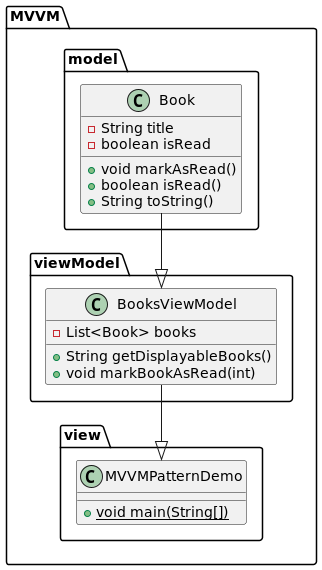 MVVM
model
C Book
String title
boolean isRead
void markAsRead()
boolean isRead()
String toString()
viewModel
C BooksViewModel
List<Book> books
String getDisplayableBooks()
void markBookAsRead(int)
view
C MVVMPatternDemo
void main(String[])